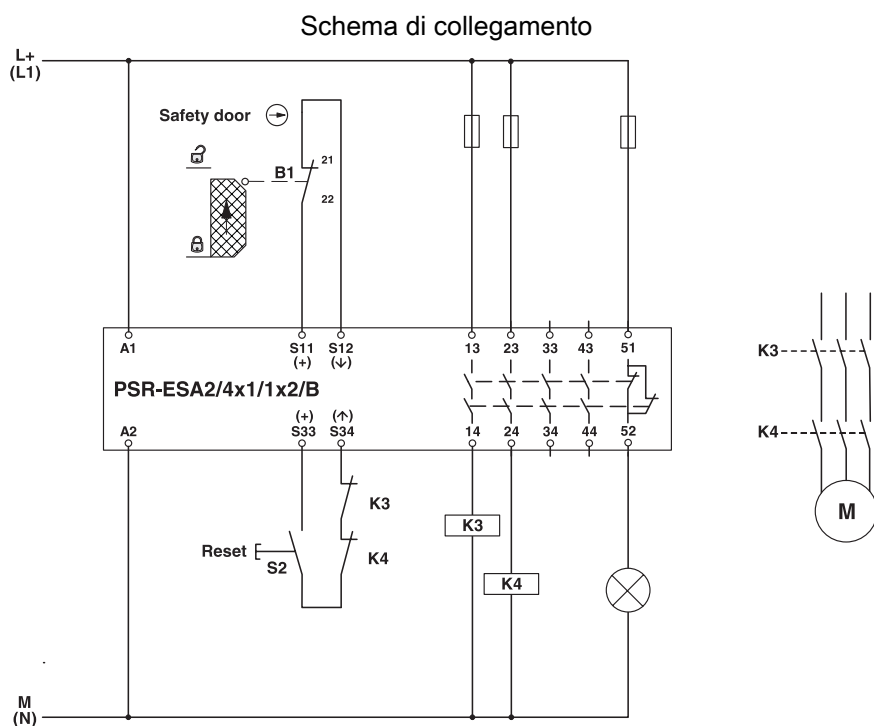 Schema di collegamento
L+
(L1)
Safety door
21
B1
22
A1
S11
(+)
S12
(↓)
13
23
33
43
51
PSR-ESA2/4x1/1x2/B
(+)
(↑)
A2
S33
S34
14
24
34
44
52
K3
K4
Reset
S2
K3
K4
K3
K4
M
M
(N)